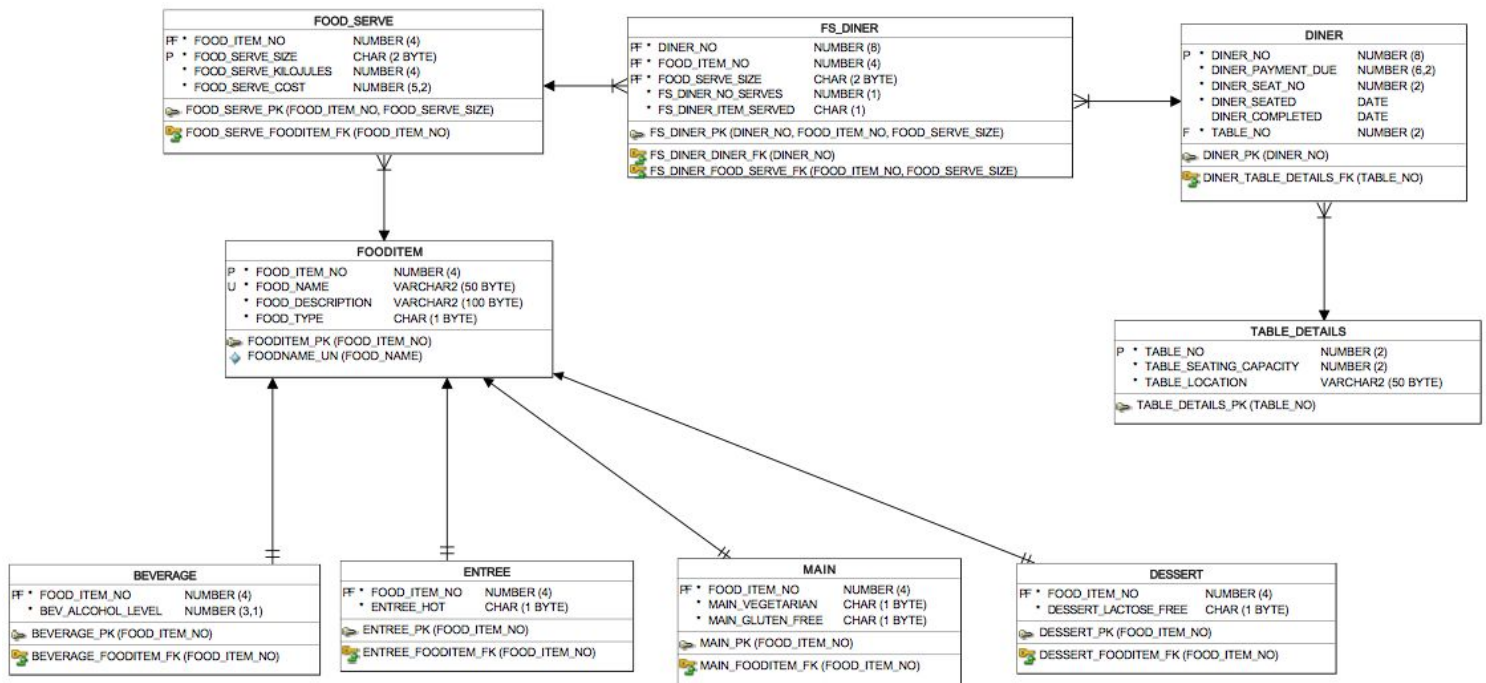 FOOD_SERVE
PF * FOOD_ITEM_NO NUMBER (4)
P * FOOD_SERVE_SIZE CHAR (2 BYTE)
* FOOD_SERVE_KILOJULES NUMBER (4)
* FOOD_SERVE_COST NUMBER (5,2)
FOOD_SERVE_PK (FOOD_ITEM_NO, FOOD_SERVE_SIZE)
FOOD_SERVE_FOODITEM_FK (FOOD_ITEM_NO)
FS_DINER
PF * DINER_NO NUMBER (8)
PF * FOOD_ITEM_NO NUMBER (4)
PF * FOOD_SERVE_SIZE CHAR (2 BYTE)
* FS_DINER_NO_SERVES NUMBER (1)
* FS_DINER_ITEM_SERVED CHAR (1)
FS_DINER_PK (DINER_NO, FOOD_ITEM_NO, FOOD_SERVE_SIZE)
FS_DINER_DINER_FK (DINER_NO)
FS_DINER_FOOD_SERVE_FK (FOOD_ITEM_NO, FOOD_SERVE_SIZE)
DINER
P * DINER_NO NUMBER (8)
* DINER_PAYMENT_DUE NUMBER (6,2)
* DINER_SEAT_NO NUMBER (2)
* DINER_SEATED DATE
DINER_COMPLETED DATE
F * TABLE_NO NUMBER (2)
DINER_PK (DINER_NO)
DINER_TABLE_DETAILS_FK (TABLE_NO)
FOODITEM
P * FOOD_ITEM_NO NUMBER (4)
U * FOOD_NAME VARCHAR2 (50 BYTE)
* FOOD_DESCRIPTION VARCHAR2 (100 BYTE)
* FOOD_TYPE CHAR (1 BYTE)
FOODITEM_PK (FOOD_ITEM_NO)
FOODNAME_UN (FOOD_NAME)
TABLE_DETAILS
P * TABLE_NO NUMBER (2)
* TABLE_SEATING_CAPACITY NUMBER (2)
* TABLE_LOCATION VARCHAR2 (50 BYTE)
TABLE_DETAILS_PK (TABLE_NO)
BEVERAGE
PF * FOOD_ITEM_NO NUMBER (4)
* BEV_ALCOHOL_LEVEL NUMBER (3,1)
BEVERAGE_PK (FOOD_ITEM_NO)
BEVERAGE_FOODITEM_FK (FOOD_ITEM_NO)
ENTREE
PF * FOOD_ITEM_NO NUMBER (4)
* ENTREE_HOT CHAR (1 BYTE)
ENTREE_PK (FOOD_ITEM_NO)
ENTREE_FOODITEM_FK (FOOD_ITEM_NO)
MAIN
PF * FOOD_ITEM_NO NUMBER (4)
* MAIN_VEGETARIAN CHAR (1 BYTE)
* MAIN_GLUTEN_FREE CHAR (1 BYTE)
MAIN_PK (FOOD_ITEM_NO)
MAIN_FOODITEM_FK (FOOD_ITEM_NO)
DESSERT
PF * FOOD_ITEM_NO NUMBER (4)
* DESSERT_LACTOSE_FREE CHAR (1 BYTE)
DESSERT_PK (FOOD_ITEM_NO)
DESSERT_FOODITEM_FK (FOOD_ITEM_NO)